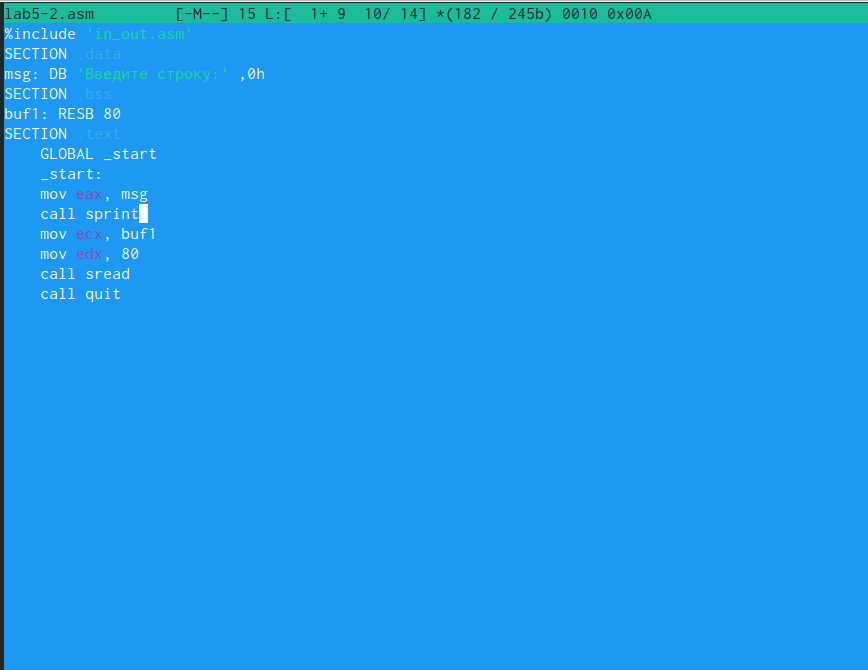 lab5-2.asm [-M--] 15 L:[ 1+ 9 10/ 14] *(182 / 245b) 0010 0x00A
%include 'in_out.asm'
SECTION .data
msg: DB 'Введите строку:' ,0h
SECTION .bss
buf1: RESB 80
SECTION .text
GLOBAL _start
_start:
mov eax, msg
call sprint
mov ecx, buf1
mov edx, 80
call sread
call quit